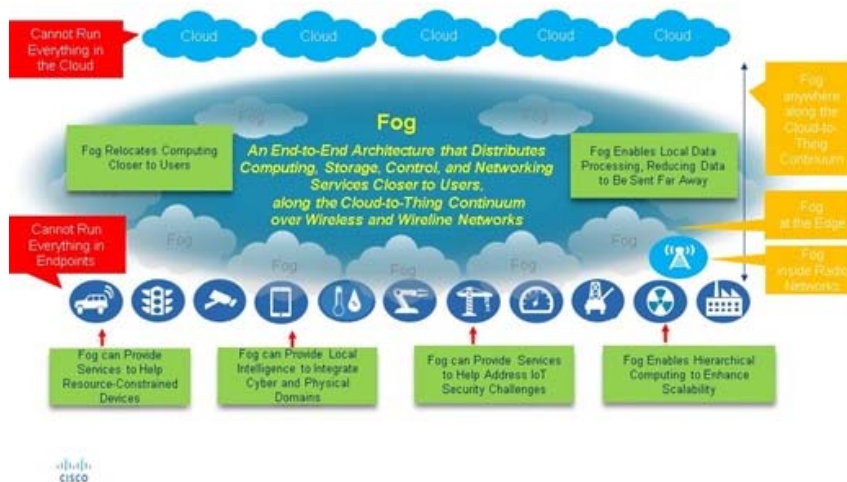 Cannot Run
Everything in
the Cloud
Cloud
Cloud
Cloud
Cloud
Cloud
Fog
anywhere
along the
Cloud-to-
Thing
Continuum
Fog
Fog
Fog
Fog Relocates Computing
Closer to Users
An End-to-End Architecture that Distributes
Computing, Storage, Control, and Networking
Services Closer to Users,
along the Cloud-to-Thing Continuum
over Wireless and Wireline Networks
Fog Enables Local Data
Processing, Reducing Data
to Be Sent Far Away
Cannot Run
Everything in
Endpoints
Fog
Fog
Fog
Fog
Fog
Fog
at the Edge
Fog
inside Radio
Networks
Fog can Provide
Services to Help
Resource-Constrained
Devices
Fog can Provide Local
Intelligence to Integrate
Cyber and Physical
Domains
Fog can Provide Services
to Help Address IoT
Security Challenges
Fog Enables Hierarchical
Computing to Enhance
Scalability
CISCO